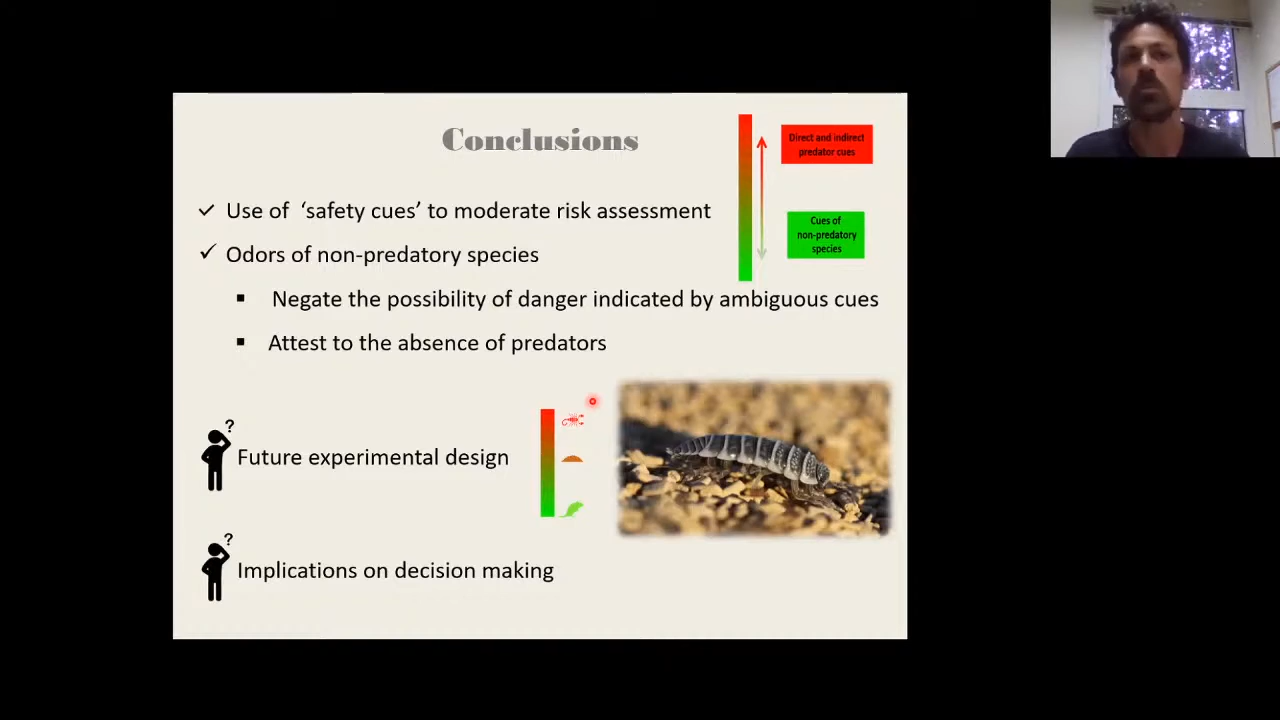 Conclusions
Direct and indirect
predator cues
Use of ‘safety cues’ to moderate risk assessment
Cues of
non-predatory
species
Odors of non-predatory species
Negate the possibility of danger indicated by ambiguous cues
Attest to the absence of predators
?
Future experimental design
?
Implications on decision making